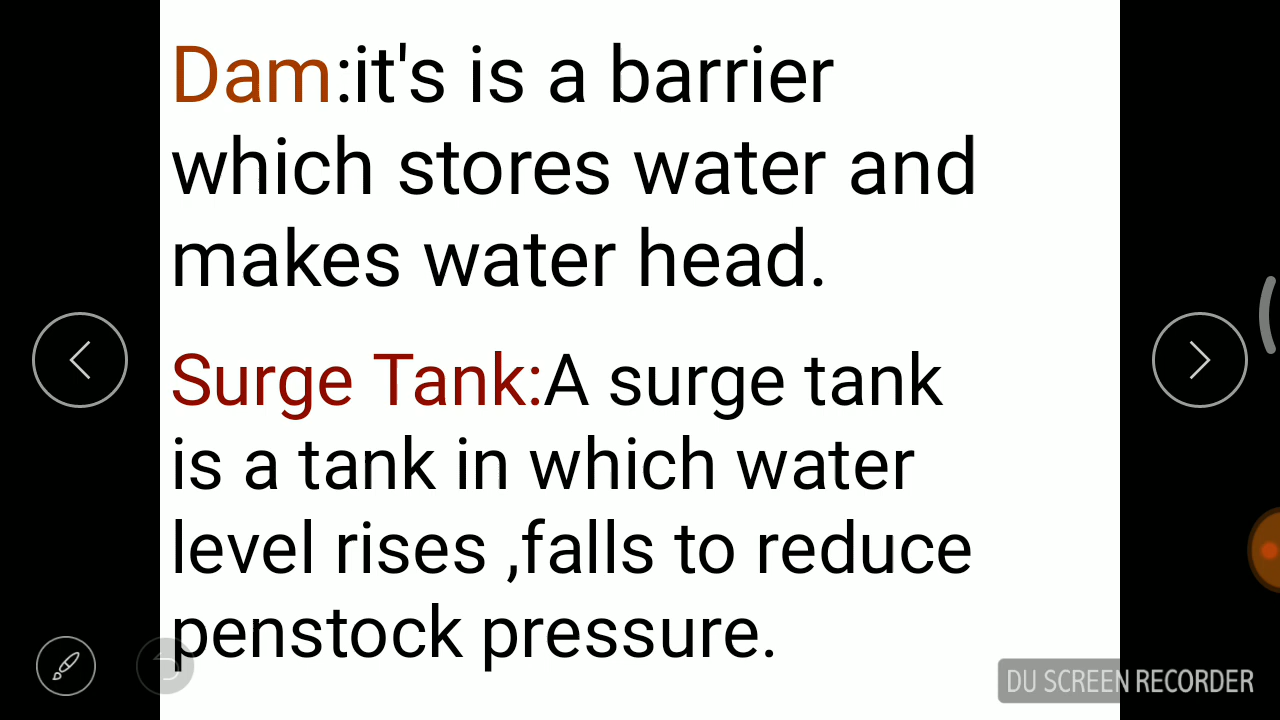 Dam:it's is a barrier
which stores water and
makes water head.
Surge Tank:A surge tank
is a tank in which water
level rises ,falls to reduce
penstock pressure.
DU SCREEN RECORDER